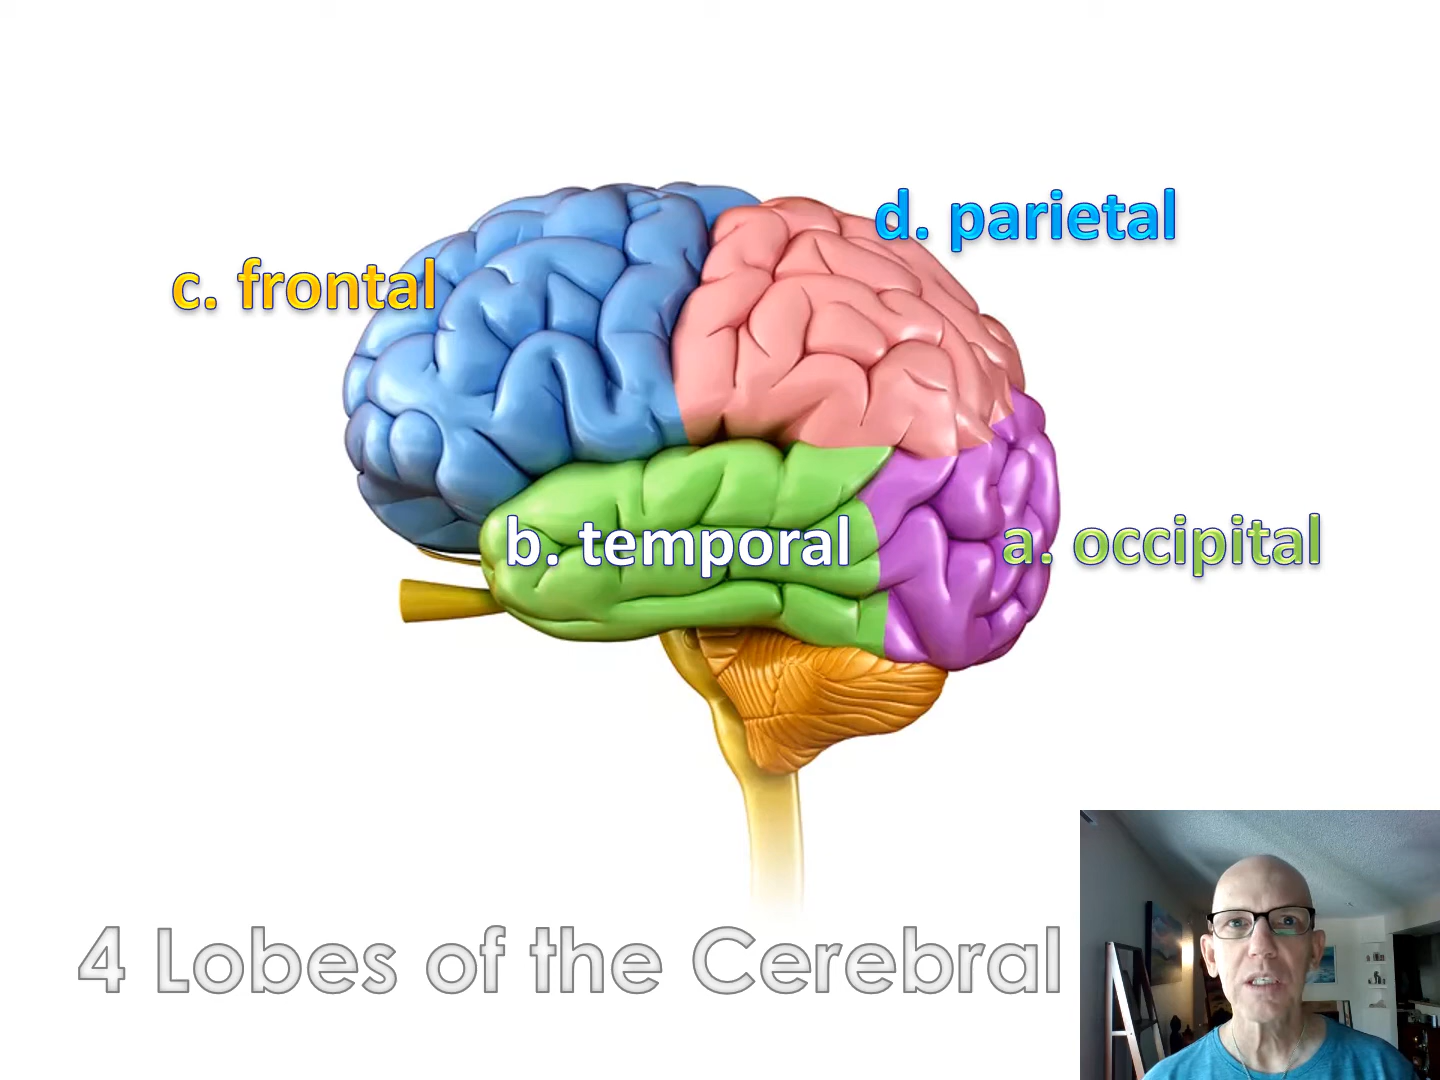 d. parietal
c. frontal
b. temporal
a. occipital
4 Lobes of the Cerebral